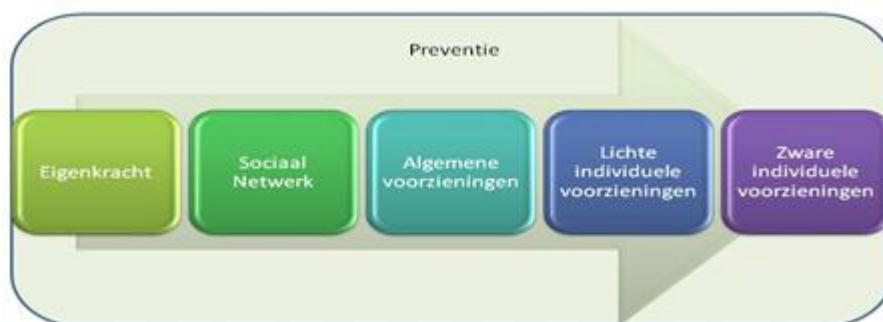 Preventie
Eigenkracht
Sociaal
Netwerk
Algemene
voorzieningen
Lichte
individuele
voorzieningen
Zware
individuele
voorzieningen